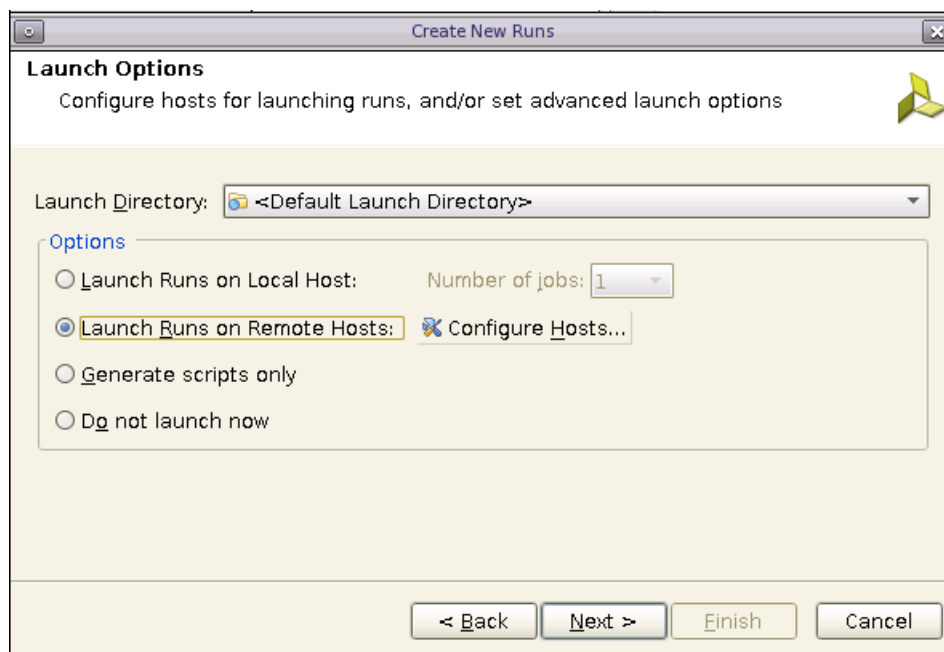 Create New Runs
Launch Options
Configure hosts for launching runs, and/or set advanced launch options
Launch Directory: <Default Launch Directory>
Options
Launch Runs on Local Host: Number of jobs: 1
Launch Runs on Remote Hosts: Configure Hosts...
Generate scripts only
Do not launch now
< Back Next > Finish Cancel